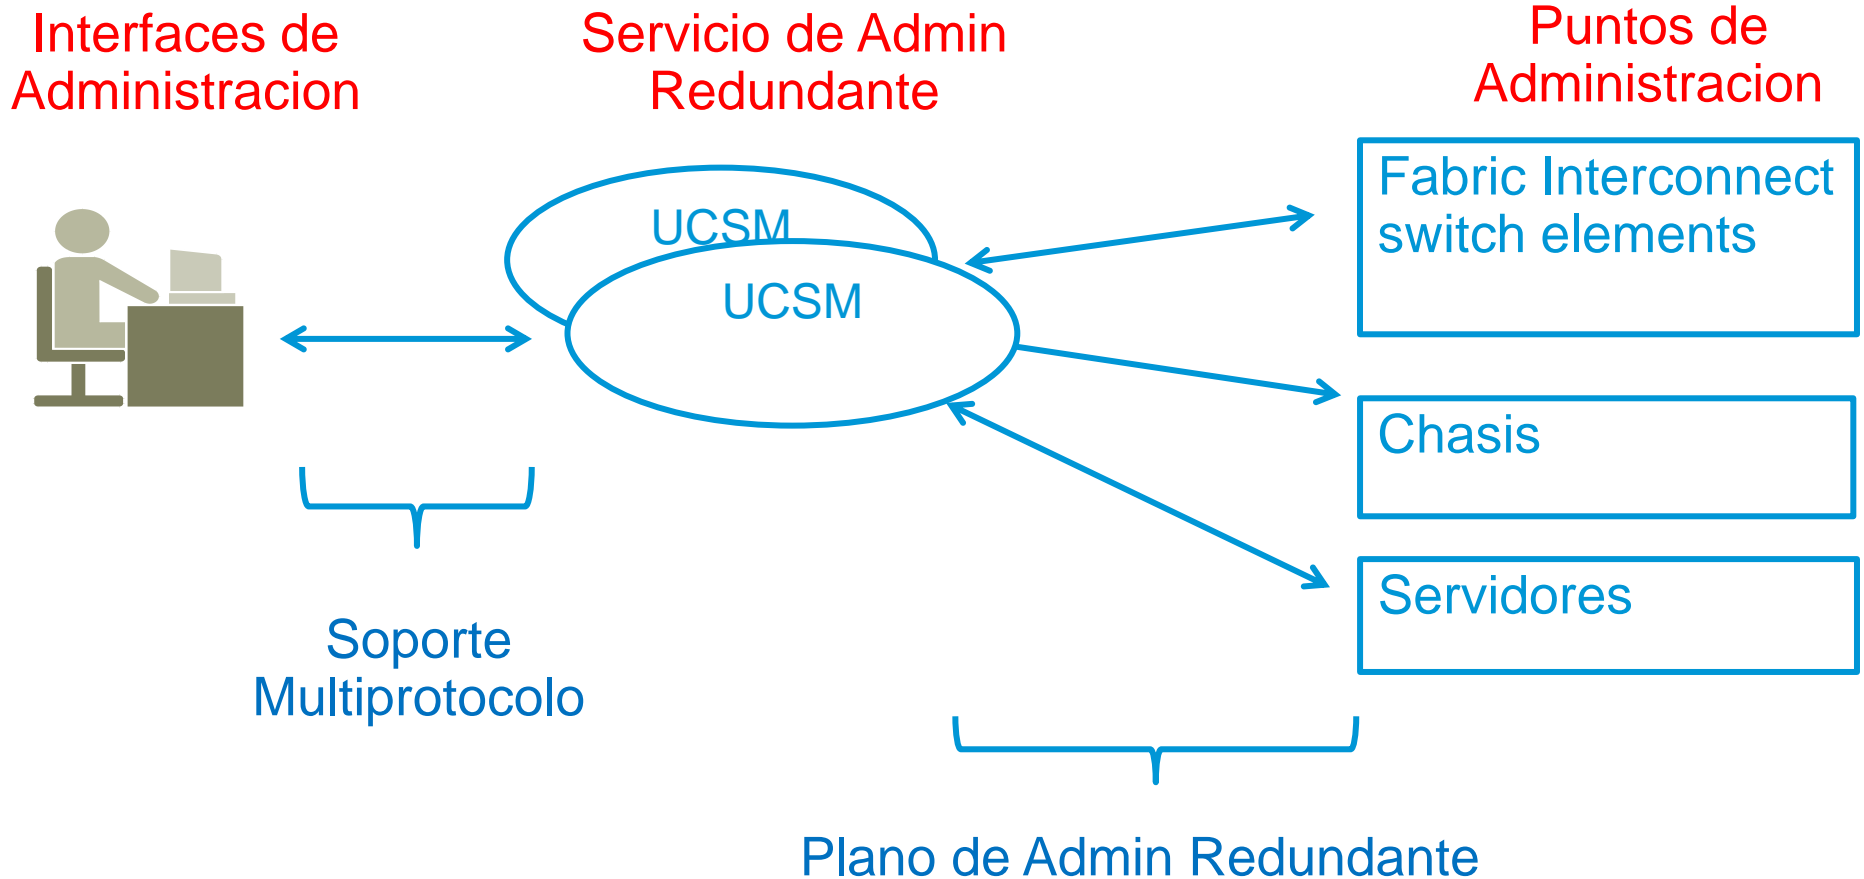 Interfaces de
Administracion
Servicio de Admin
Redundante
Puntos de
Administracion
UCSM
UCSM
Fabric Interconnect
switch elements
Chasis
Servidores
Soporte
Multiprotocolo
Plano de Admin Redundante